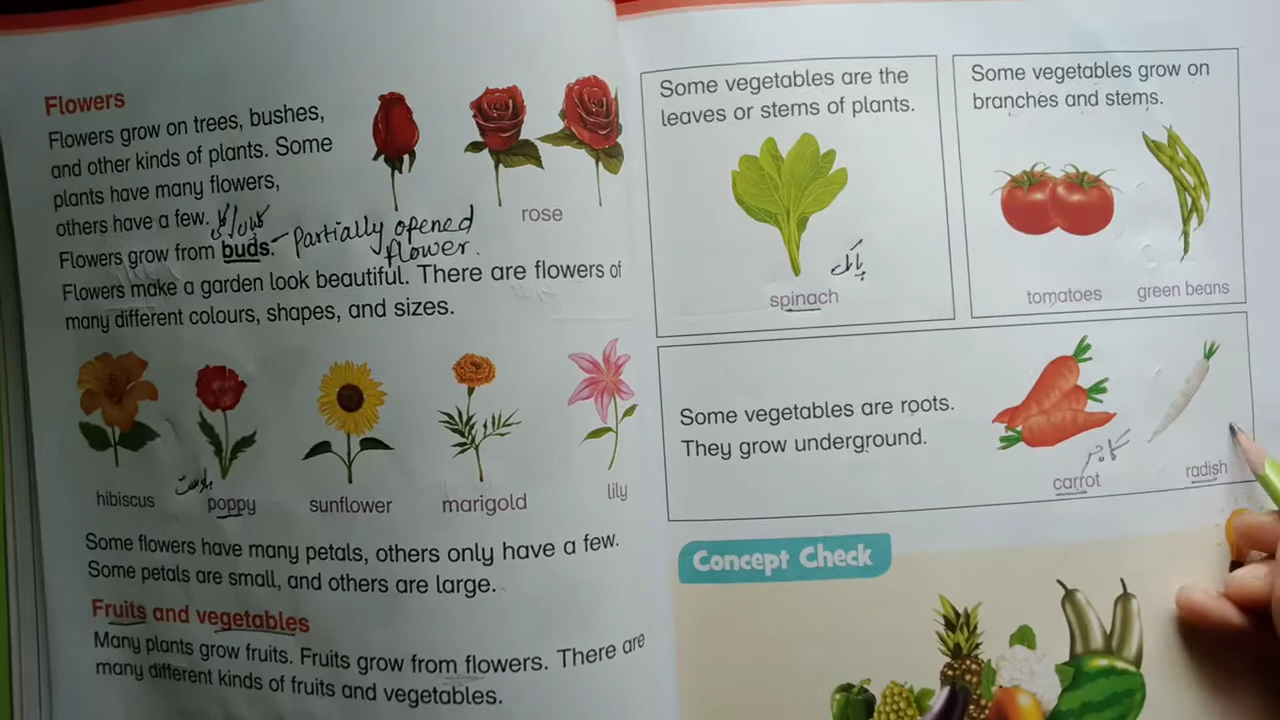 Flowers
Flowers grow on trees, bushes,
and other kinds of plants. Some
plants have many flowers,
others have a few.
Flowers grow from buds. – Partially opened
flower.
Flowers make a garden look beautiful. There are flowers of
many different colours, shapes, and sizes.
rose
hibiscus
poppy
sunflower
marigold
lily
Some flowers have many petals, others only have a few.
Some petals are small, and others are large.
Fruits and vegetables
Many plants grow fruits. Fruits grow from flowers. There are
many different kinds of fruits and vegetables.
Some vegetables are the
leaves or stems of plants.
پالک
spinach
Some vegetables grow on
branches and stems.
tomatoes
green beans
Some vegetables are roots.
They grow underground.
گاجر
carrot
radish
Concept Check